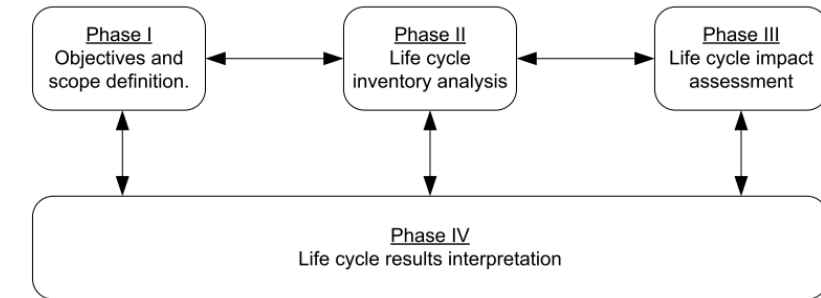 Phase I
Objectives and
scope definition.
Phase II
Life cycle
inventory analysis
Phase III
Life cycle impact
assessment
Phase IV
Life cycle results interpretation